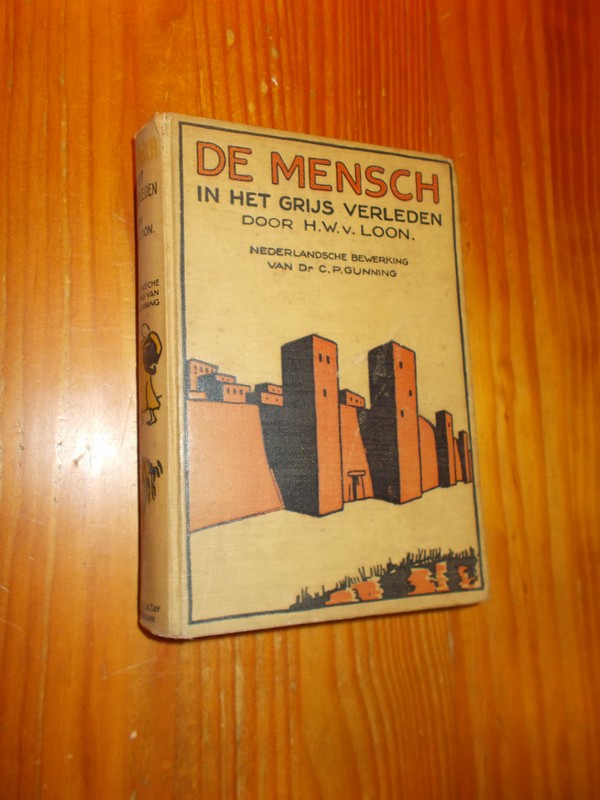 DE MENSCH
IN HET GRIJS VERLEDEN
DOOR H.W. v. LOON.
NEDERLANDSCHE BEWERKING
VAN Dr C. P. GUNNING